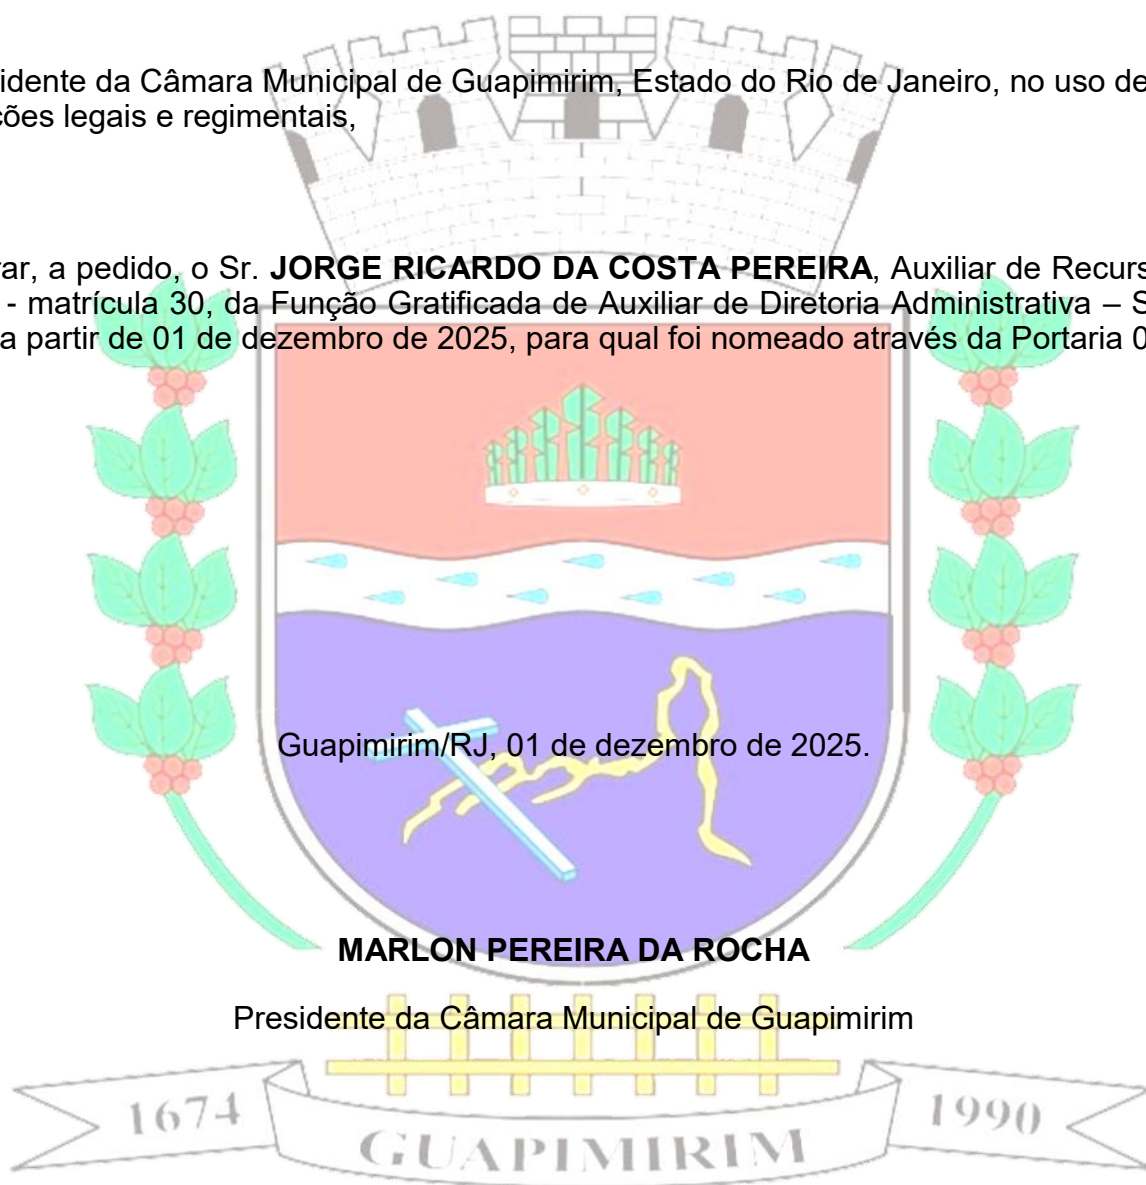 idente da Câmara Municipal de Guapimirim, Estado do Rio de Janeiro, no uso de
ções legais e regimentais,
rar, a pedido, o Sr. JORGE RICARDO DA COSTA PEREIRA, Auxiliar de Recurs
- matrícula 30, da Função Gratificada de Auxiliar de Diretoria Administrativa – S
a partir de 01 de dezembro de 2025, para qual foi nomeado através da Portaria 0
Guapimirim/RJ, 01 de dezembro de 2025.
MARLON PEREIRA DA ROCHA
Presidente da Câmara Municipal de Guapimirim
1674 1990
GUAPIMIRIM